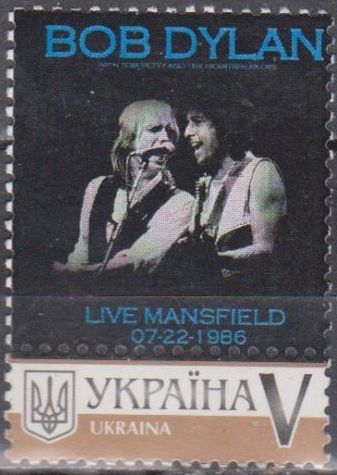 BOB DYLAN
WITH TOM PETTY AND THE HEARTBREAKERS
LIVE MANSFIELD
07-22-1986
УКРАЇНА V
UKRAINA